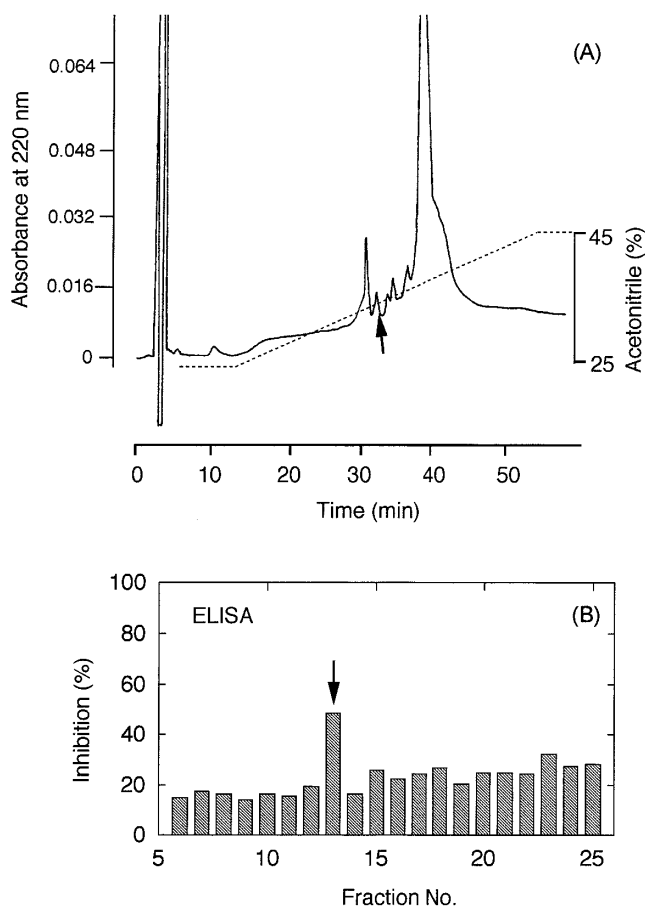 (A)
Absorbance at 220 nm
0.064
0.048
0.032
0.016
0
45
25
Acetonitrile (%)
0 10 20 30 40 50
Time (min)
ELISA
(B)
Inhibition (%)
100
80
60
40
20
0
5 10 15 20 25
Fraction No.